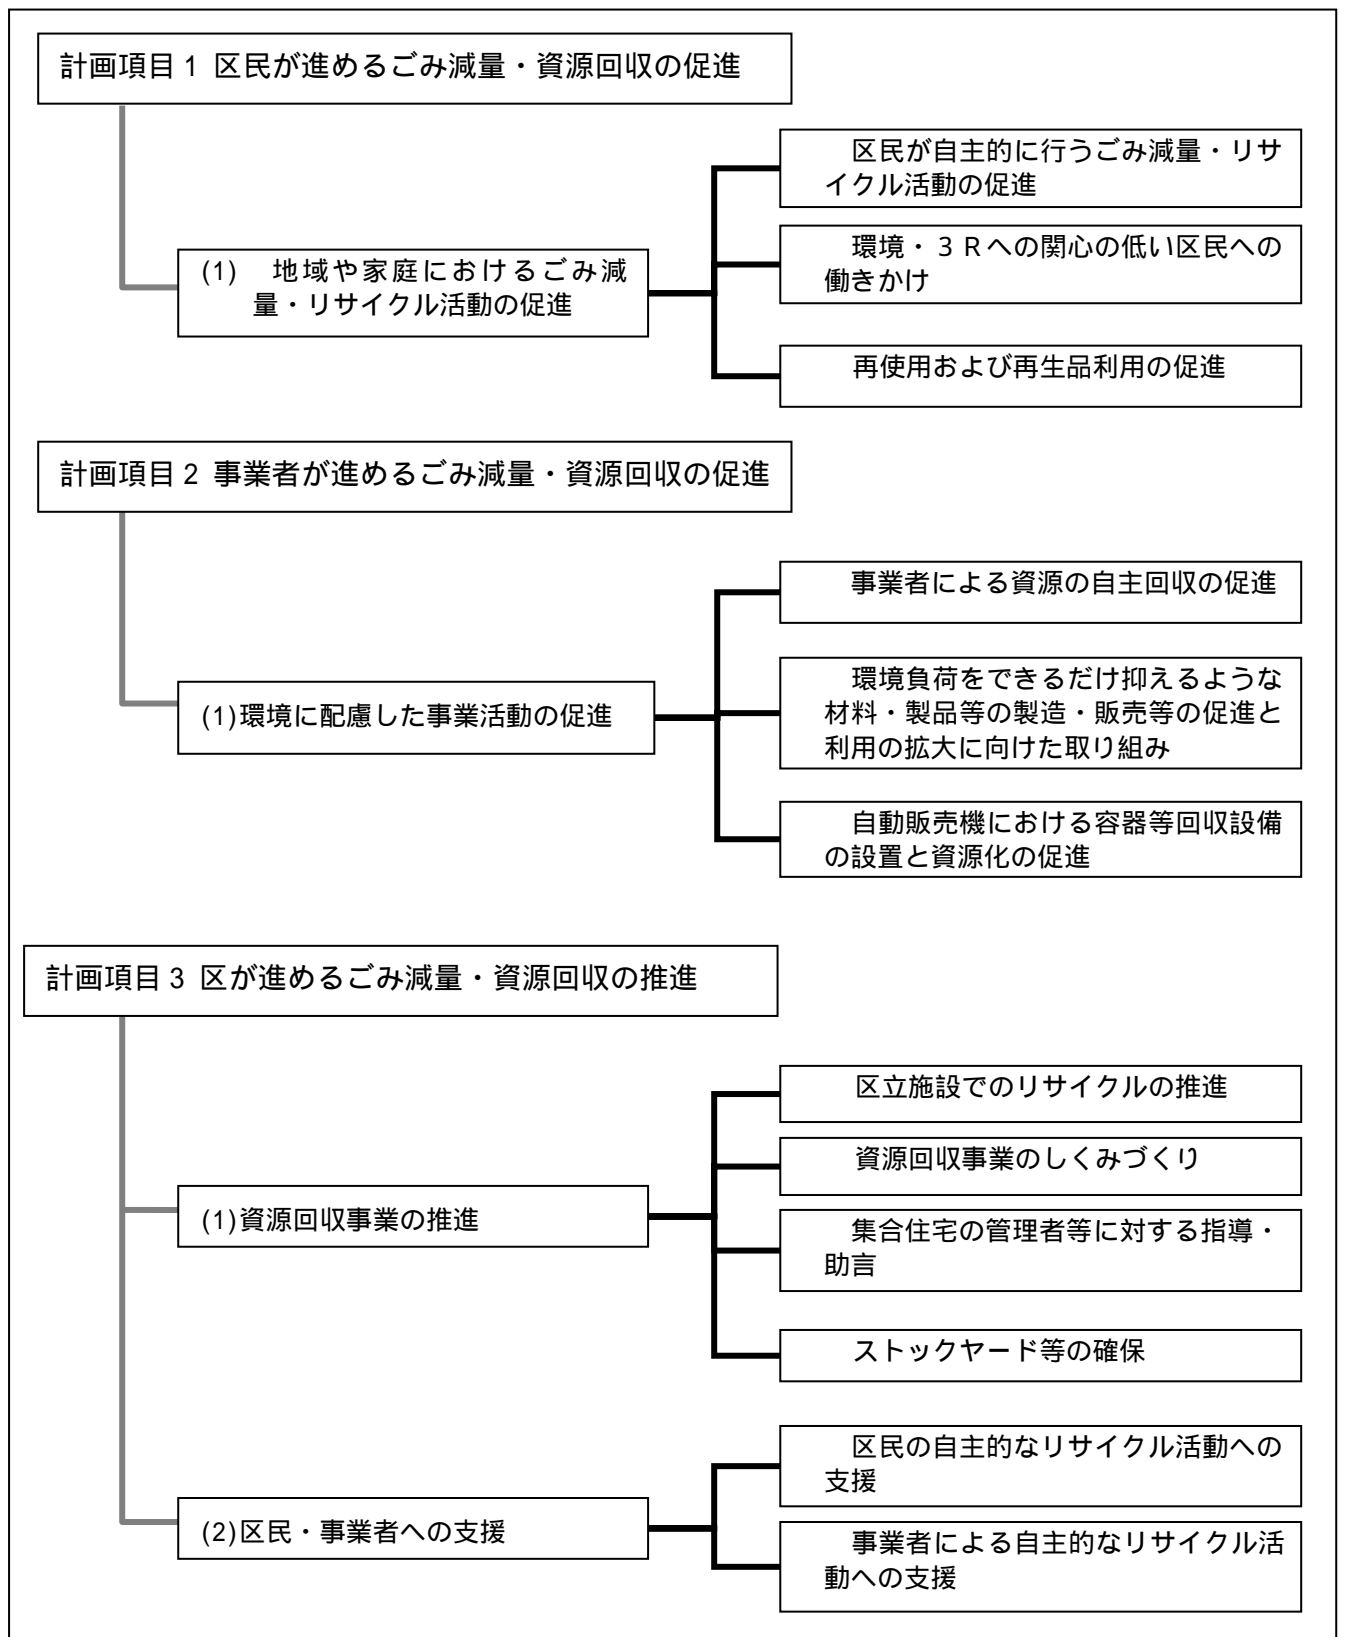 計画項目1 区民が進めるごみ減量・資源回収の促進
区民が自主的に行うごみ減量・リサ
イクル活動の促進
環境・3Rへの関心の低い区民への
働きかけ
(1) 地域や家庭におけるごみ減
量・リサイクル活動の促進
再使用および再生品利用の促進
計画項目2 事業者が進めるごみ減量・資源回収の促進
事業者による資源の自主回収の促進
(1)環境に配慮した事業活動の促進
環境負荷をできるだけ抑えるような
材料・製品等の製造・販売等の促進と
利用の拡大に向けた取り組み
自動販売機における容器等回収設備
の設置と資源化の促進
計画項目3 区が進めるごみ減量・資源回収の推進
区立施設でのリサイクルの推進
資源回収事業のしくみづくり
(1)資源回収事業の推進
集合住宅の管理者等に対する指導・
助言
ストックヤード等の確保
区民の自主的なリサイクル活動への
支援
(2)区民・事業者への支援
事業者による自主的なリサイクル活
動への支援